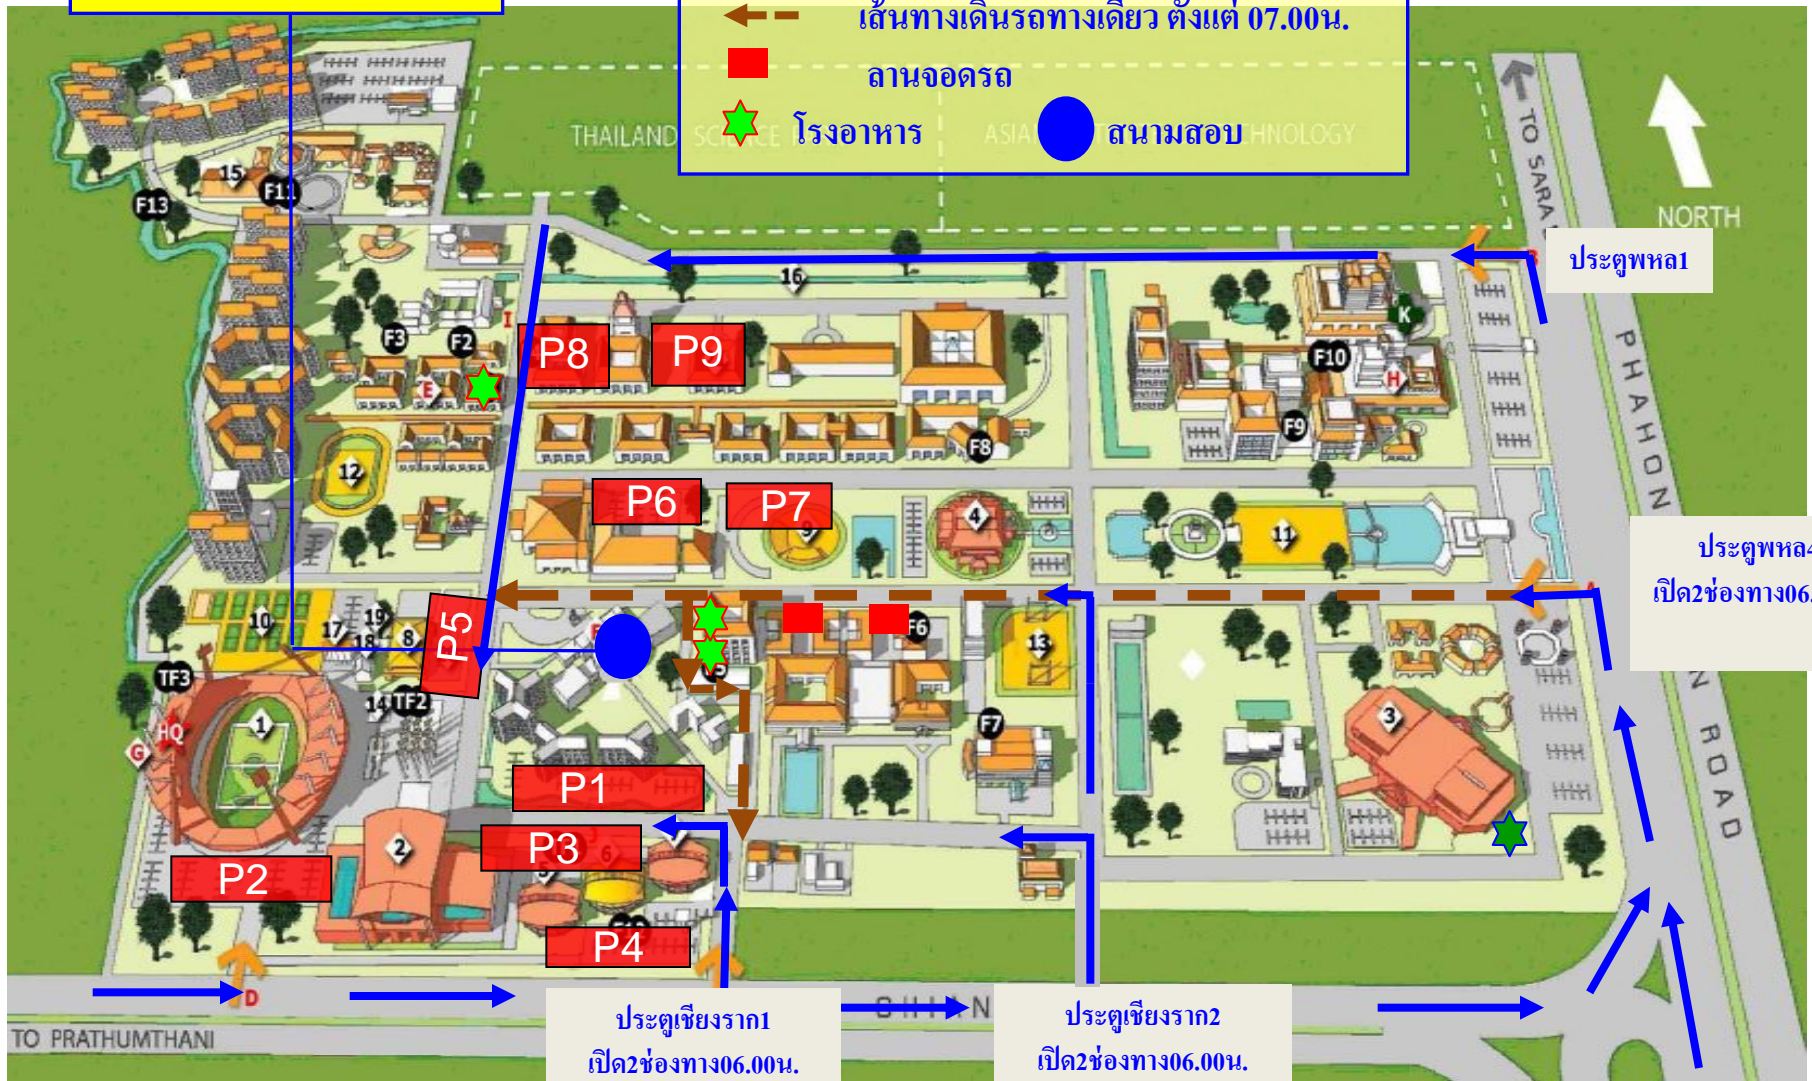 เส้นทางเดินรถทางเดียว ตั้งแต่ 07.00น.
ลานจอดรถ
โรงอาหาร
สนามสอบ
THAILAND
TO SARA
NORTH
ประตูพหล1
15
F11
F13
16
K
I
F3
F2
P8
P9
F10
E
H
F9
F8
PHAHON
12
P6
P7
9
4
11
ประตูพหล4
เปิด2ช่องทาง06.
A
10
17
19
18
8
P5
F6
13
TF3
14
TF2
HQ
1
G
F7
3
N ROAD
P1
P3
6
2
P2
P4
D
ประตูเชียงราก1
เปิด2ช่องทาง06.00น.
ประตูเชียงราก2
เปิด2ช่องทาง06.00น.
TO PRATHUMTHANI